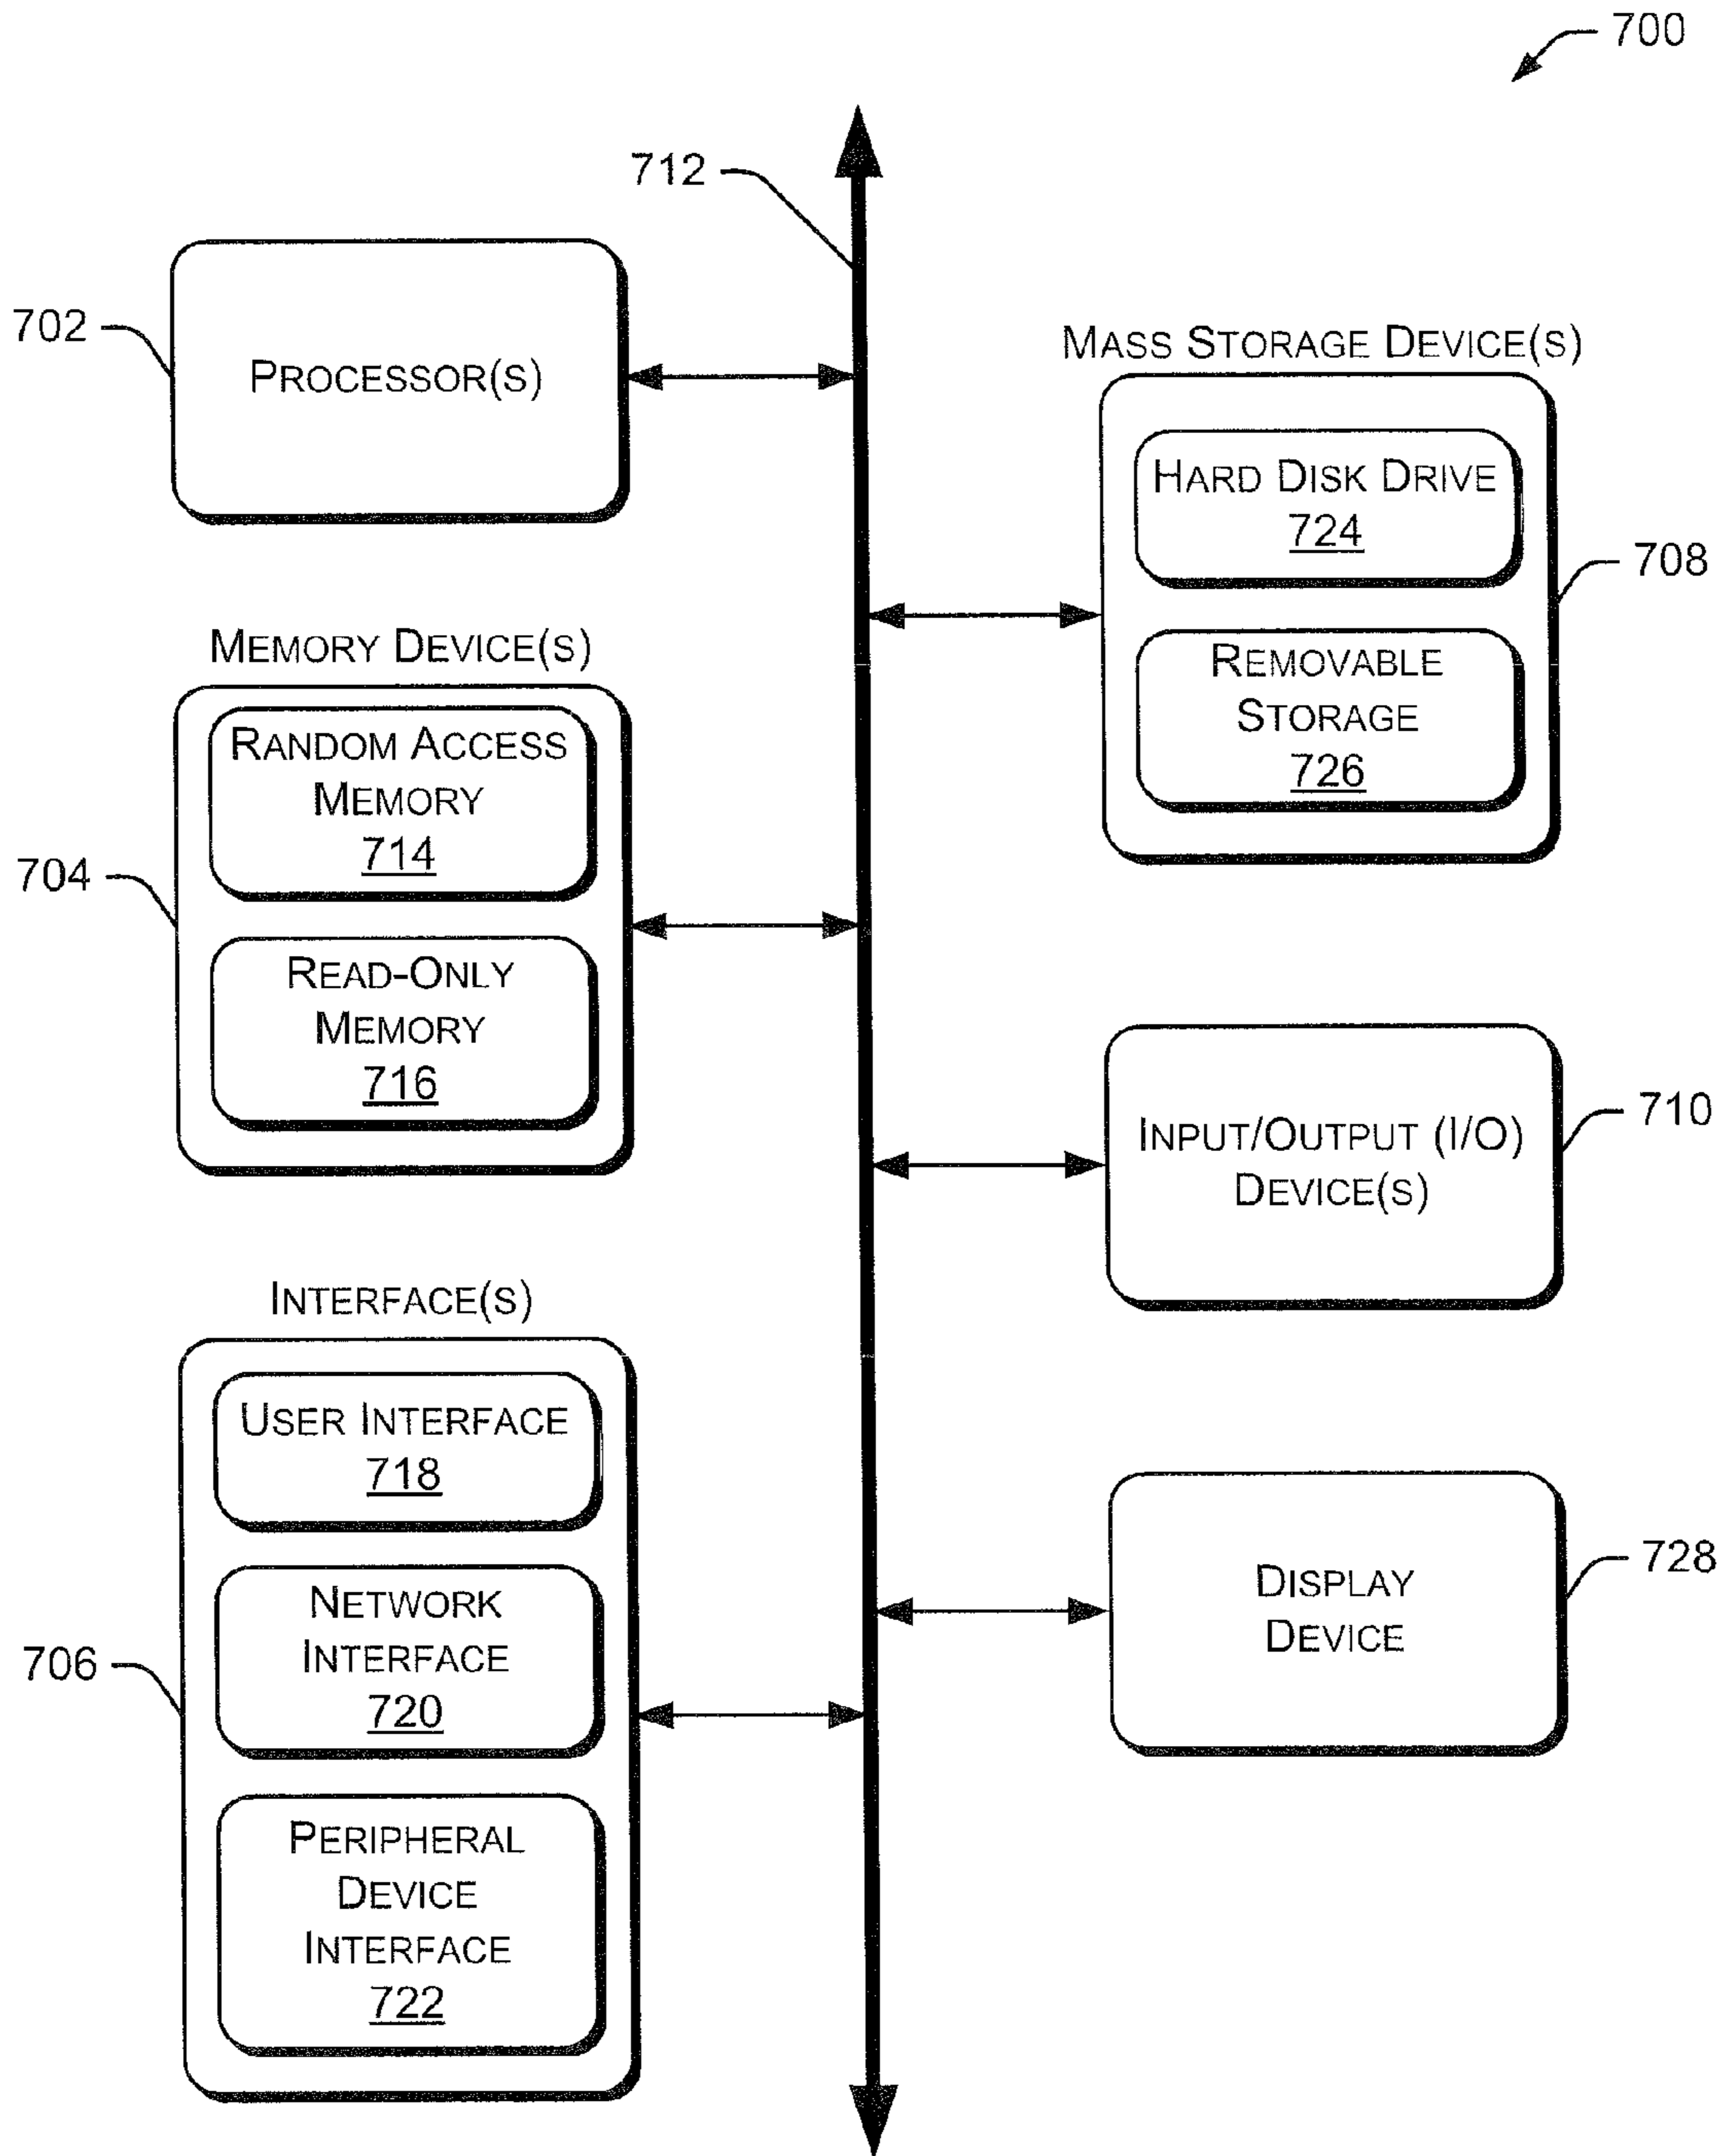 700
712
702
PROCESSOR(S)
MASS STORAGE DEVICE(S)
HARD DISK DRIVE
724
708
REMOVABLE
STORAGE
726
MEMORY DEVICE(S)
RANDOM ACCESS
MEMORY
714
704
READ-ONLY
MEMORY
716
INPUT/OUTPUT (I/O)
DEVICE(S)
710
INTERFACE(S)
USER INTERFACE
718
NETWORK
INTERFACE
720
706
PERIPHERAL
DEVICE
INTERFACE
722
DISPLAY
DEVICE
728